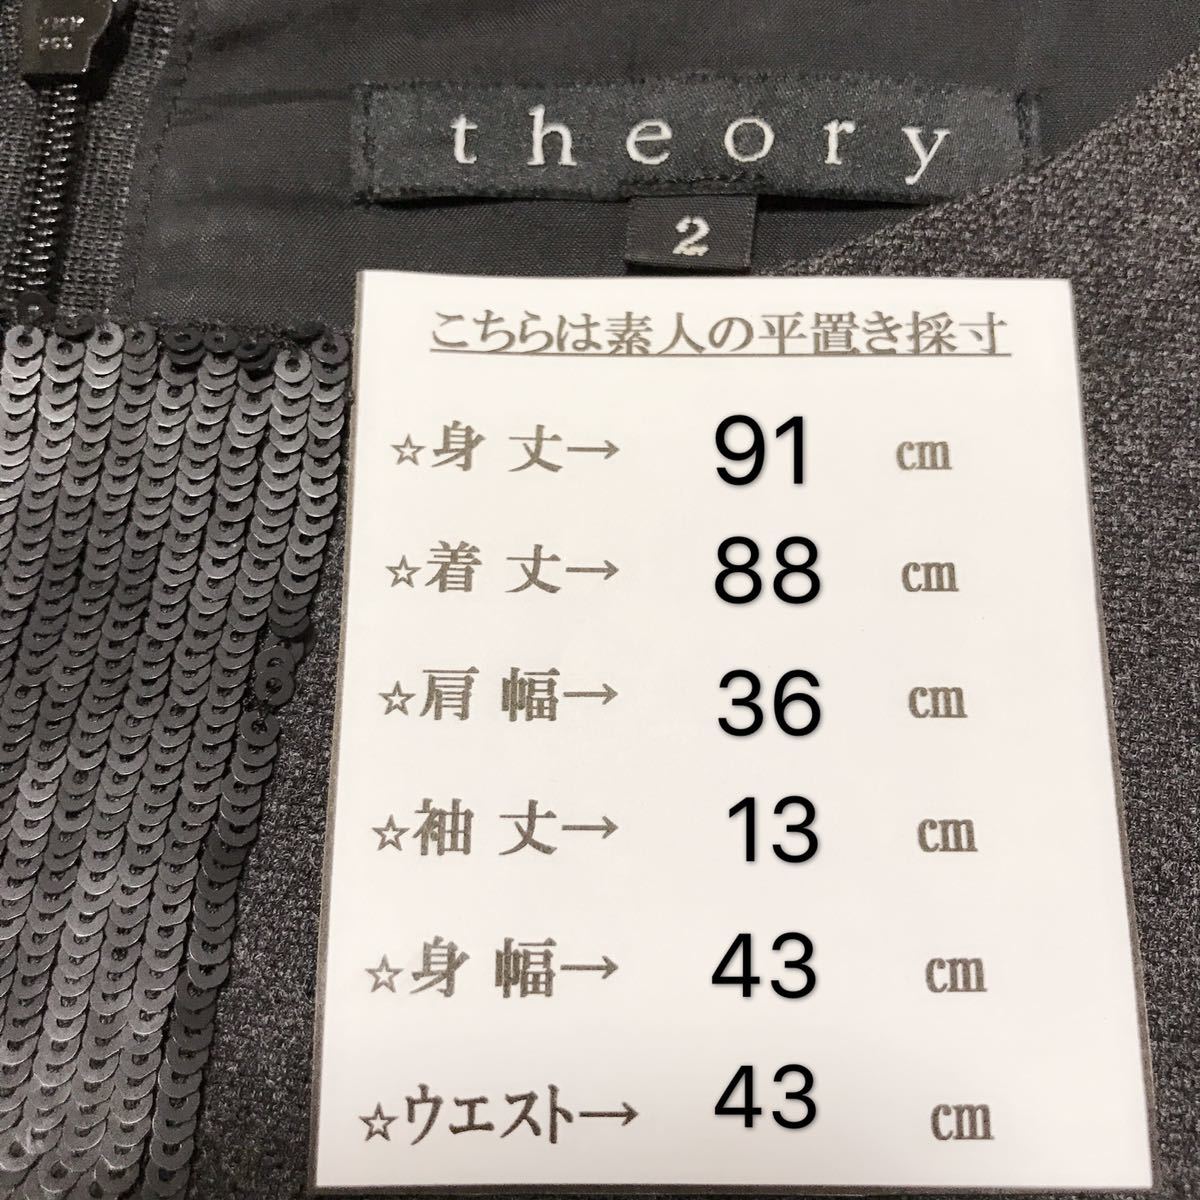 theory
2
こちらは素人の平置き採寸
☆身 丈→ 91 cm
☆着 丈→ 88 cm
☆肩 幅→ 36 cm
☆袖 丈→ 13 cm
☆身 幅→ 43 cm
☆ウエスト→ 43 cm